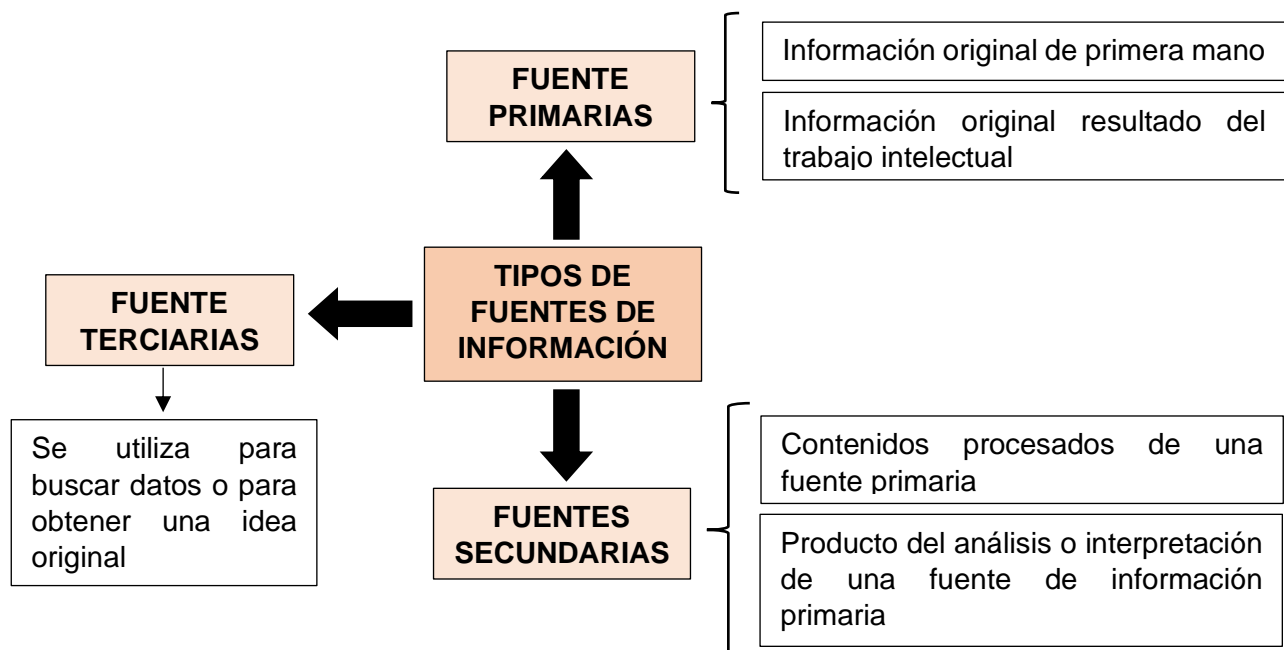 FUENTE
PRIMARIAS
Información original de primera mano
Información original resultado del
trabajo intelectual
TIPOS DE
FUENTES DE
INFORMACIÓN
FUENTE
TERCIARIAS
Se utiliza para
buscar datos o para
obtener una idea
original
FUENTES
SECUNDARIAS
Contenidos procesados de una
fuente primaria
Producto del análisis o interpretación
de una fuente de información
primaria